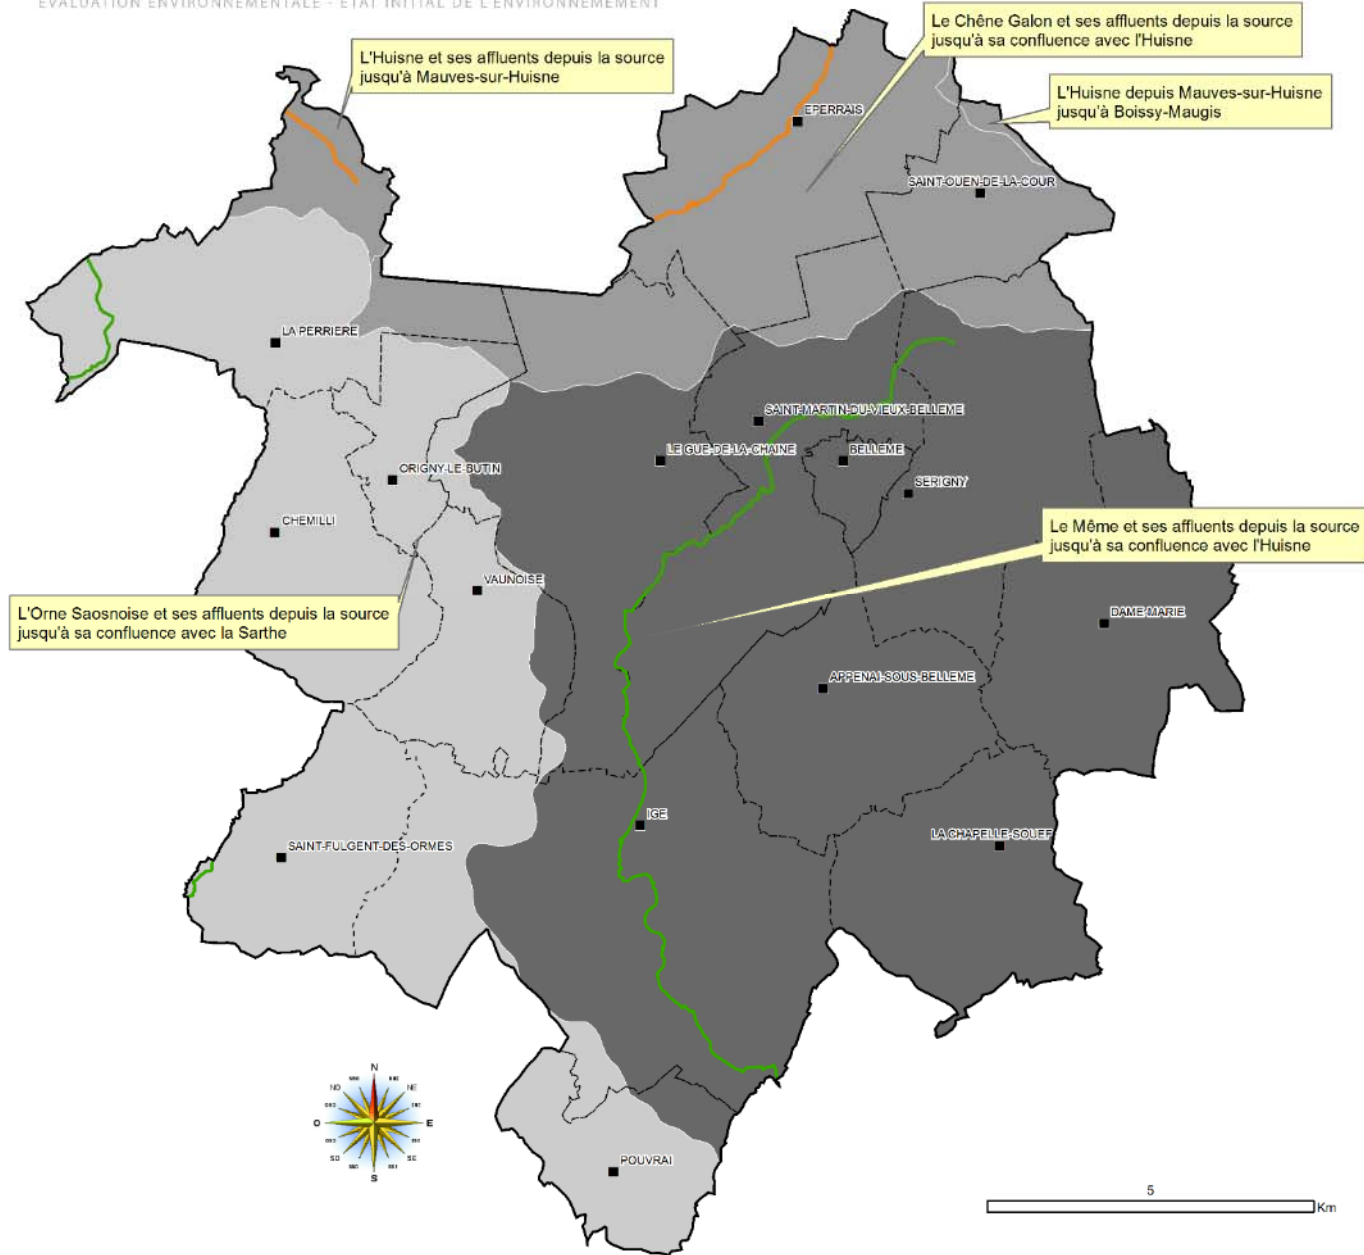 EVALUATION ENVIRONNEMENTALE - ETAT INITIAL DE L'ENVIRONNEMEMENT
Le Chêne Galon et ses affluents depuis la source
jusqu'à sa confluence avec l'Huisne
L'Huisne et ses affluents depuis la source
jusqu'à Mauves-sur-Huisne
L'Huisne depuis Mauves-sur-Huisne
jusqu'à Boissy-Maugis
EPERRAIS
SAINT-OUEN-DE-LA-COUR
LA PERRIERE
SAINT-MARTIN-DU-VIEUX-BELLEME
LE GUE-DE-LA-CHAINE
BELLEME
ORIGNY-LE-BUTIN
SERIGNY
CHEMILLI
Le Même et ses affluents depuis la source
jusqu'à sa confluence avec l'Huisne
VAUNOISE
L'Orne Saosnoise et ses affluents depuis la source
jusqu'à sa confluence avec la Sarthe
DAME-MARIE
APPENAI-SOUS-BELLEME
IGE
LA CHAPELLE-SOUEF
SAINT-FULGENT-DES-ORMES
N
NO
NE
O
E
SO
SE
S
POUVRAI
5
Km